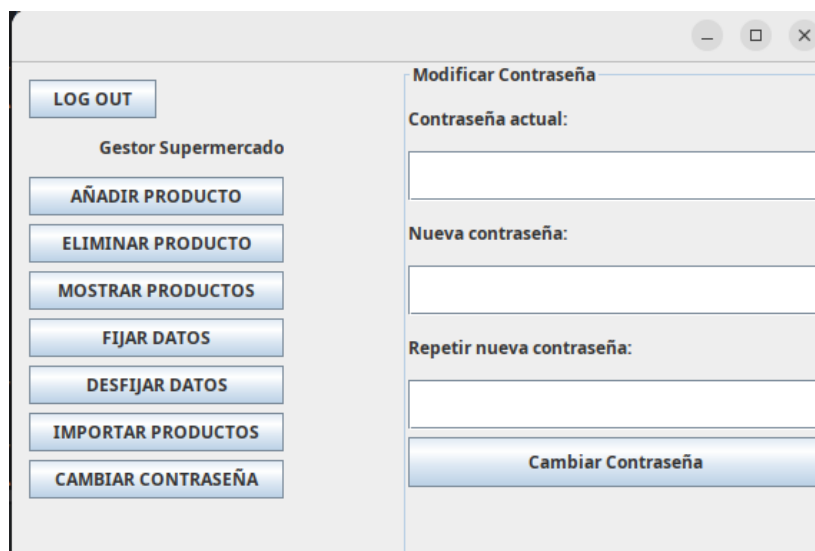 LOG OUT
Gestor Supermercado
AÑADIR PRODUCTO
ELIMINAR PRODUCTO
MOSTRAR PRODUCTOS
FIJAR DATOS
DESFIJAR DATOS
IMPORTAR PRODUCTOS
CAMBIAR CONTRASEÑA
Modificar Contraseña
Contraseña actual:
Nueva contraseña:
Repetir nueva contraseña:
Cambiar Contraseña